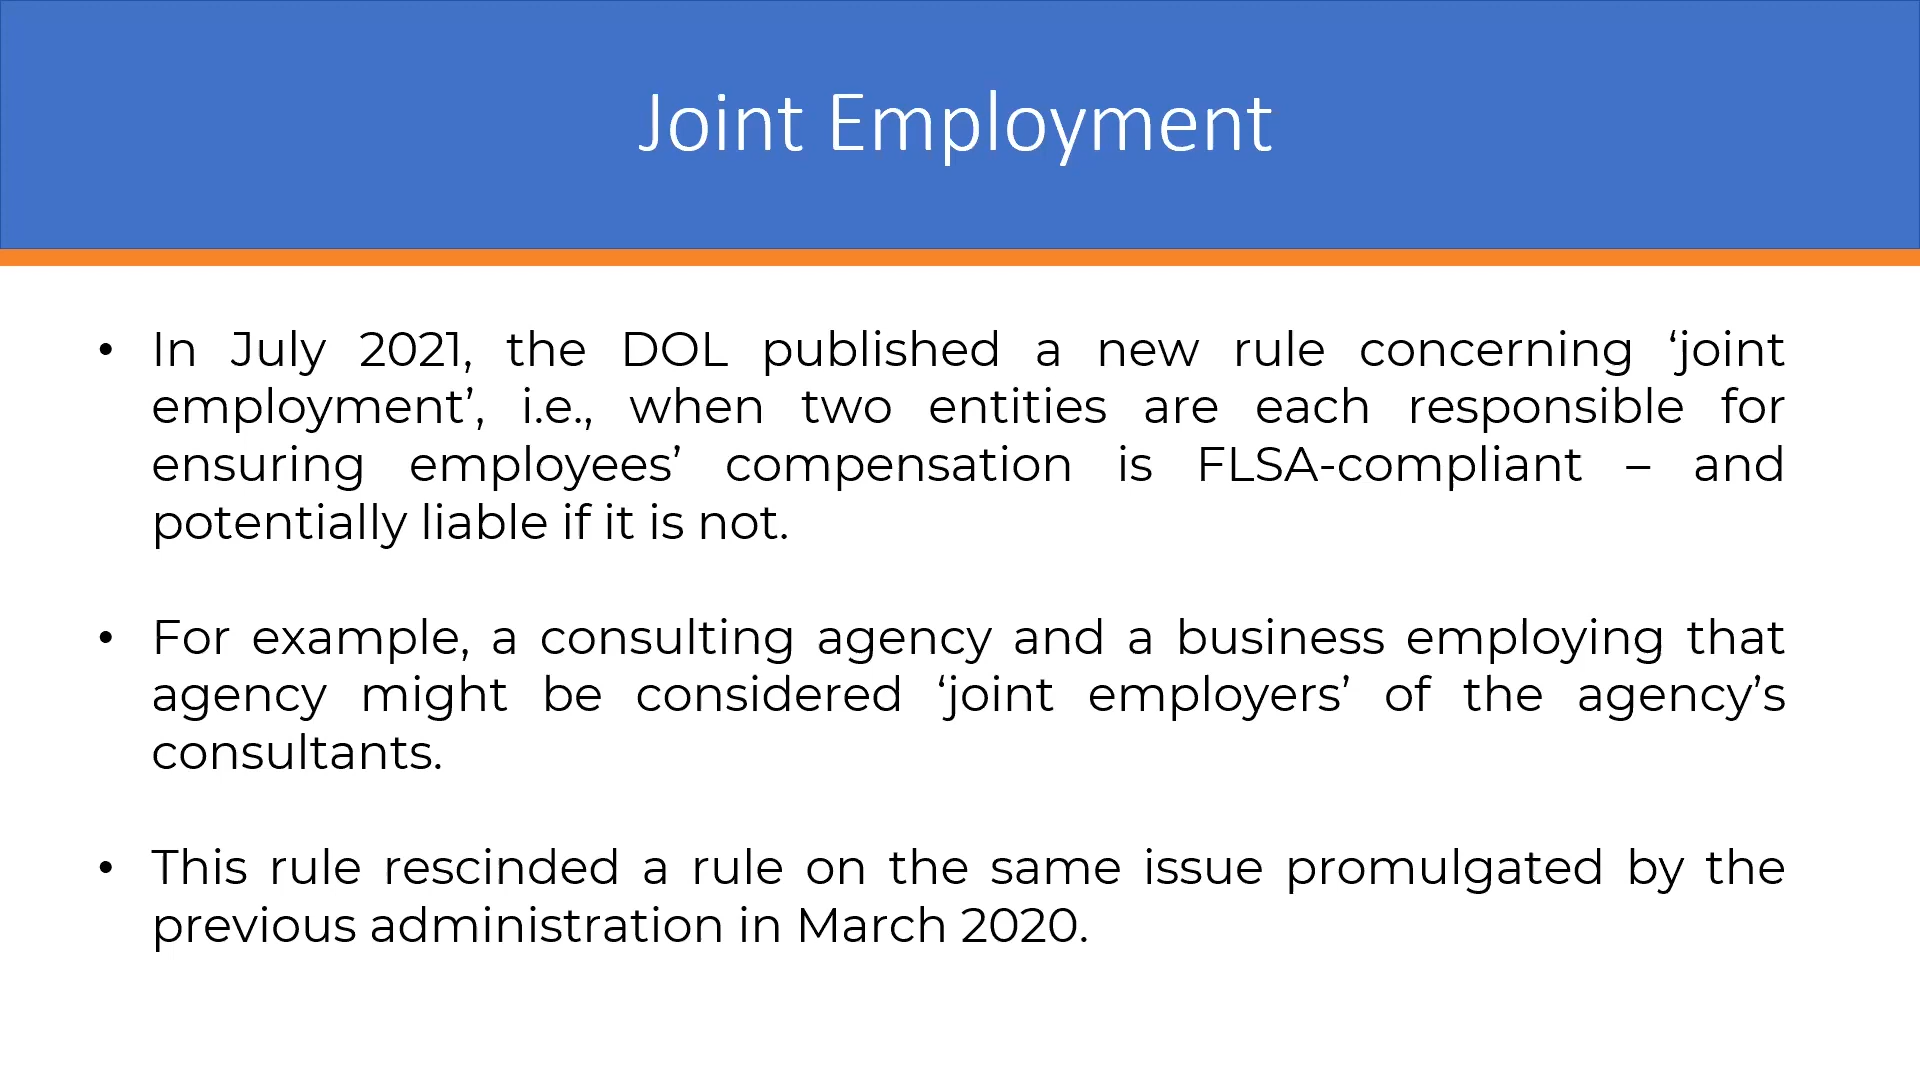 Joint Employment
• In July 2021, the DOL published a new rule concerning ‘joint
employment’, i.e., when two entities are each responsible for
ensuring employees’ compensation is FLSA-compliant – and
potentially liable if it is not.
• For example, a consulting agency and a business employing that
agency might be considered ‘joint employers’ of the agency’s
consultants.
• This rule rescinded a rule on the same issue promulgated by the
previous administration in March 2020.